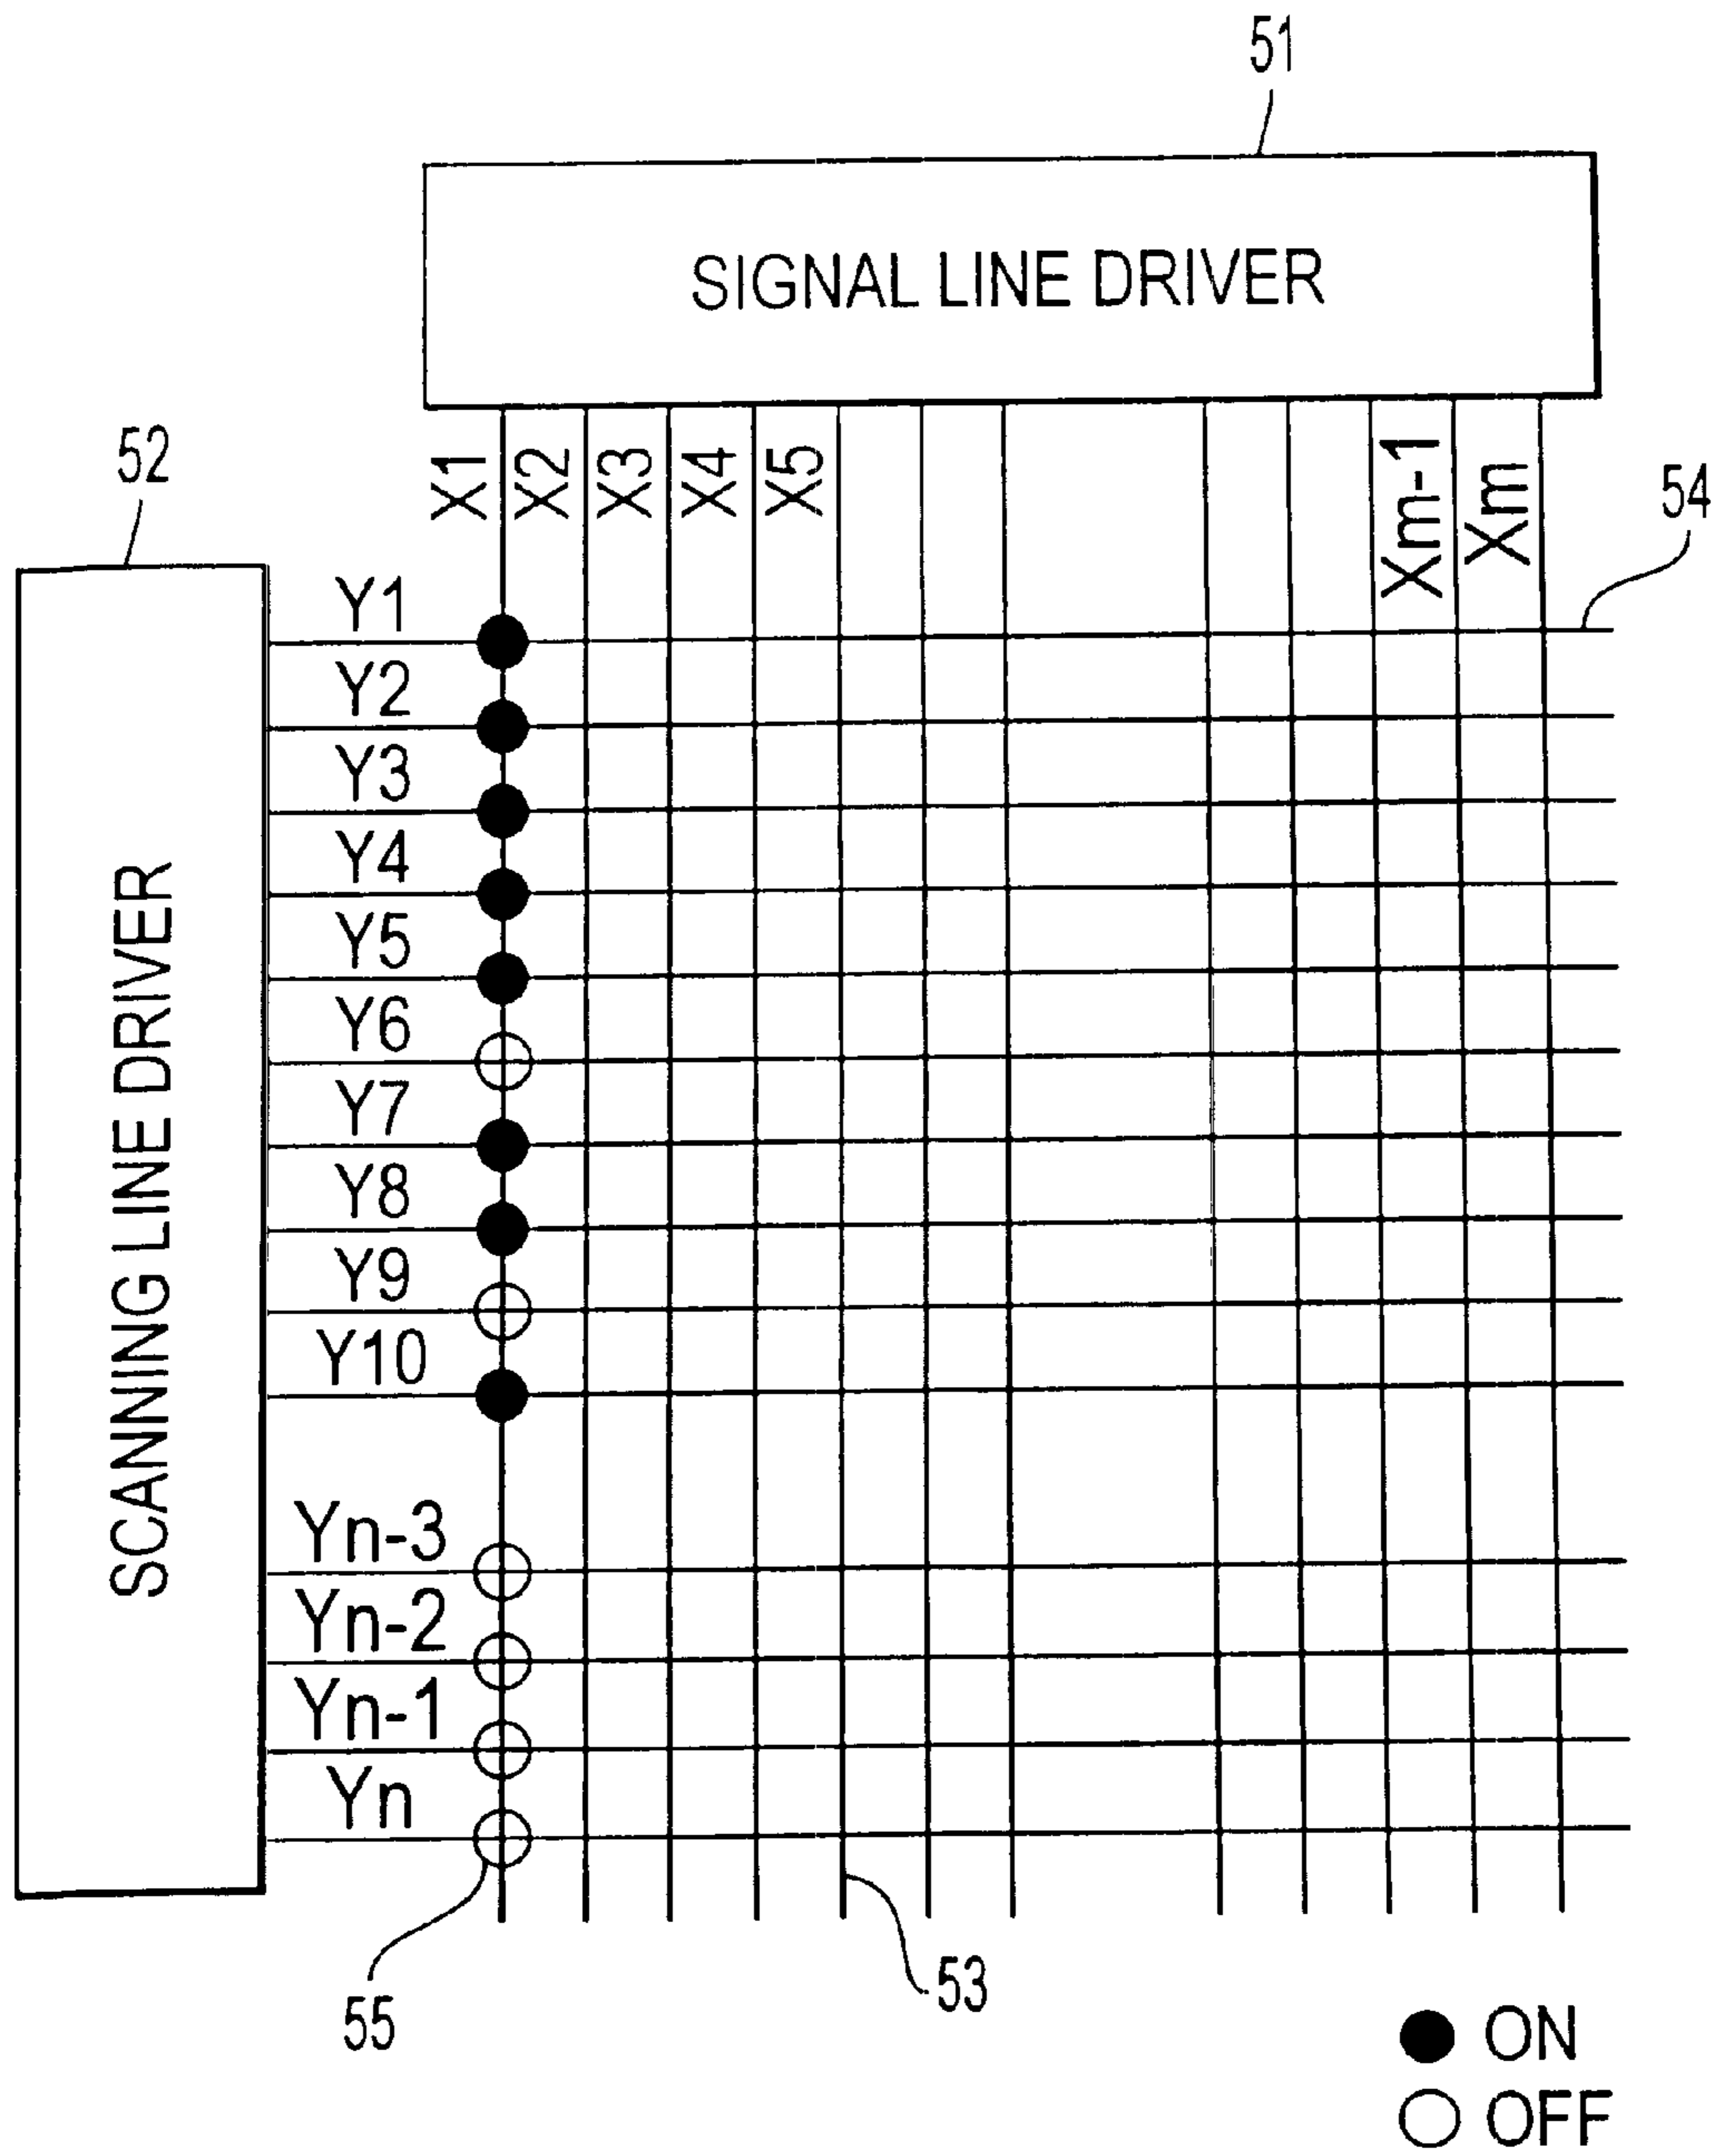 51
SIGNAL LINE DRIVER
52
X1
X2
X3
X4
X5
Xm-1
Xm
54
SCANNING LINE DRIVER
Y1
Y2
Y3
Y4
Y5
Y6
Y7
Y8
Y9
Y10
Yn-3
Yn-2
Yn-1
Yn
55
53
ON
OFF